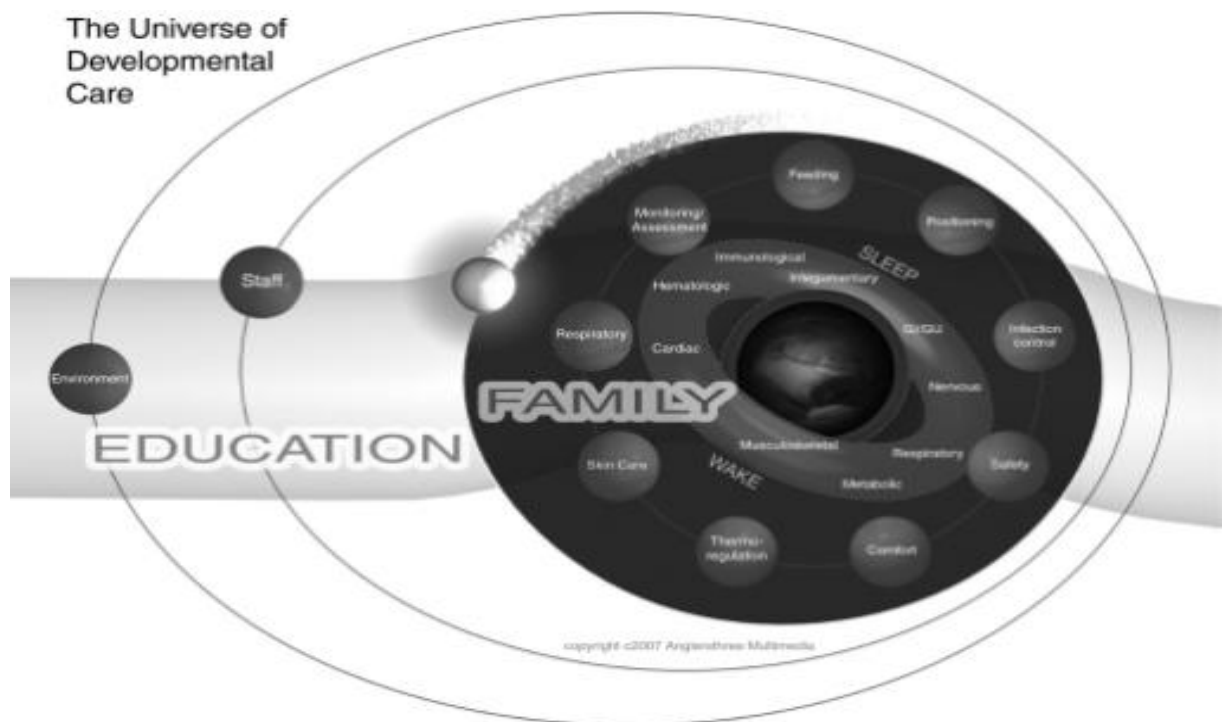 The Universe of
Developmental
Care
Feeding
Monitoring/
Assessment
Positioning
SLEEP
Immunological
Integumentary
Hematologic
Staff
GI/GU
Respiratory
Infection
control
Cardiac
Environment
Nervous
FAMILY
EDUCATION
Musculoskeletal
Respiratory
Skin Care
WAKE
Safety
Metabolic
Thermo-
regulation
Comfort
copyright c2007 Multimedia